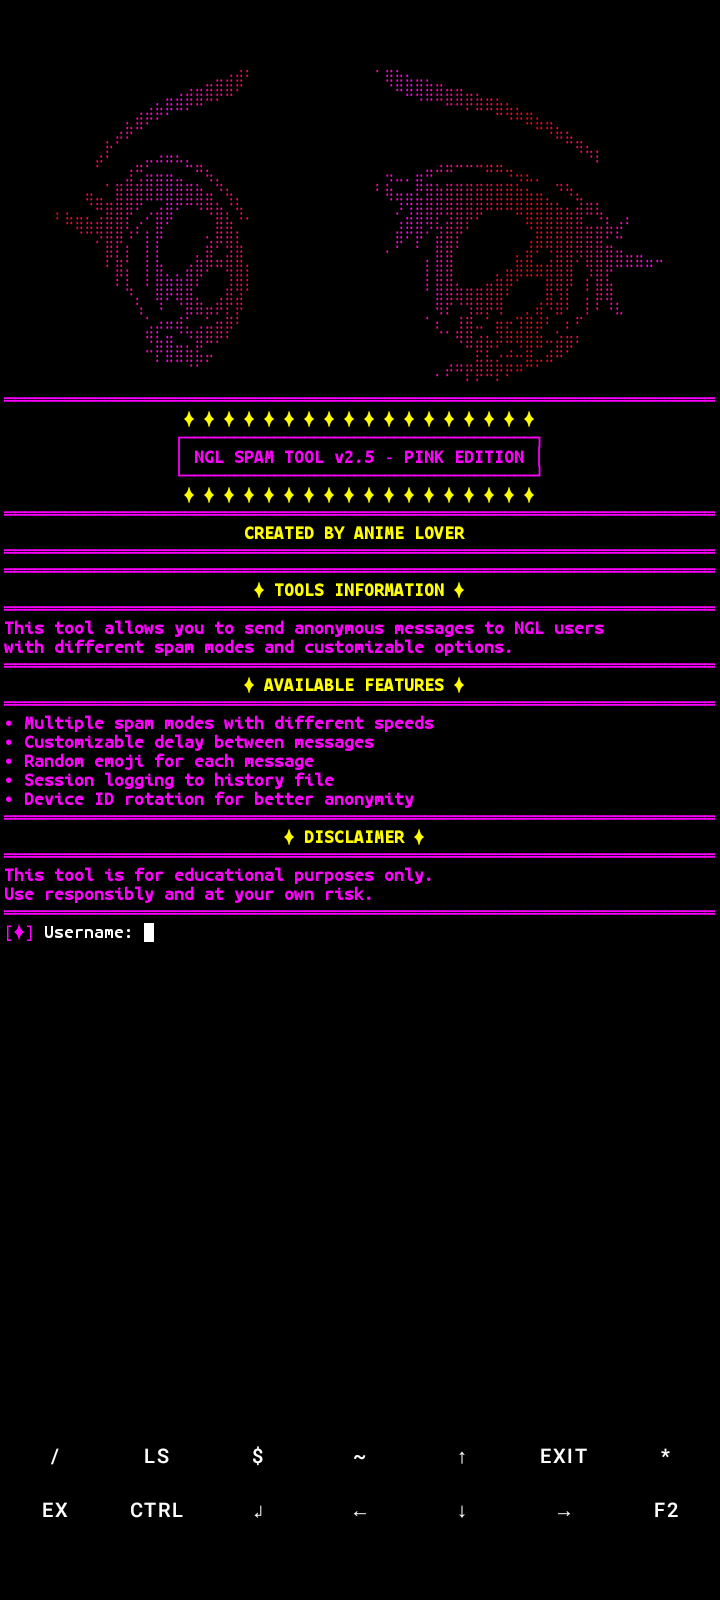 ✦ ✦ ✦ ✦ ✦ ✦ ✦ ✦ ✦ ✦ ✦ ✦ ✦ ✦ ✦ ✦ ✦ ✦
NGL SPAM TOOL v2.5 - PINK EDITION
✦ ✦ ✦ ✦ ✦ ✦ ✦ ✦ ✦ ✦ ✦ ✦ ✦ ✦ ✦ ✦ ✦ ✦
CREATED BY ANIME LOVER
✦ TOOLS INFORMATION ✦
This tool allows you to send anonymous messages to NGL users
with different spam modes and customizable options.
✦ AVAILABLE FEATURES ✦
• Multiple spam modes with different speeds
• Customizable delay between messages
• Random emoji for each message
• Session logging to history file
• Device ID rotation for better anonymity
✦ DISCLAIMER ✦
This tool is for educational purposes only.
Use responsibly and at your own risk.
[✦] Username:
/ LS $ ~ ↑ EXIT *
EX CTRL ↲ ← ↓ → F2